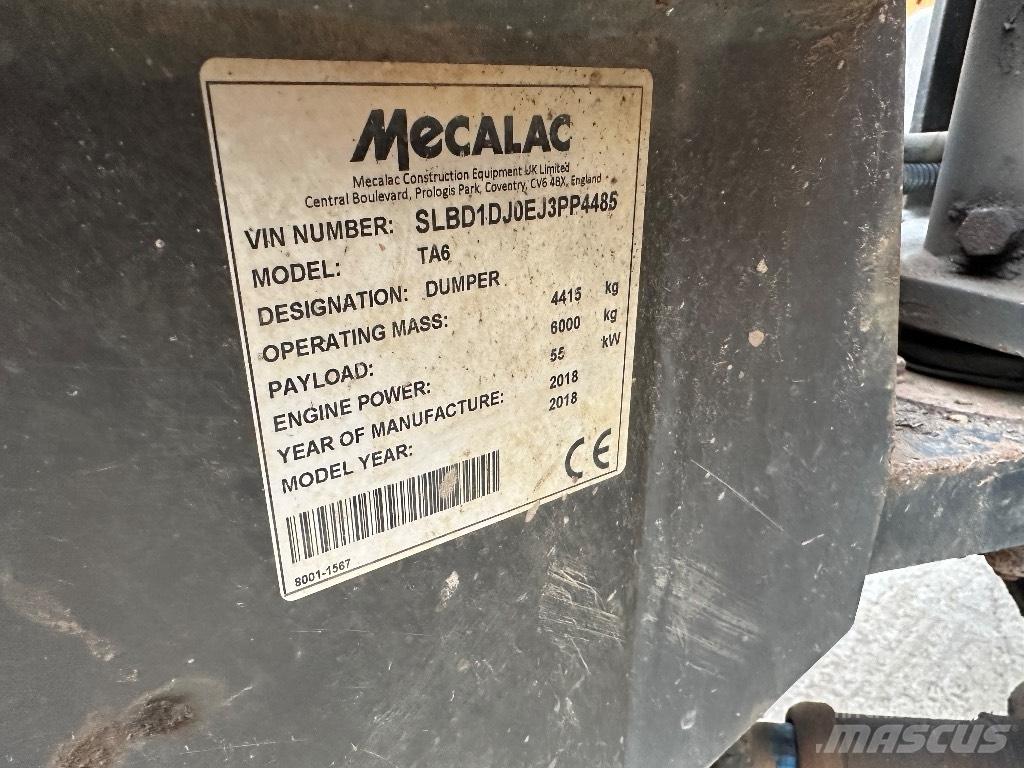 MECALAC
Mecalac Construction Equipment UK Limited
Central Boulevard, Prologis Park, Coventry, CV6 4BX, England
VIN NUMBER: SLBD1DJ0EJ3PP4485
MODEL: TA6
DESIGNATION: DUMPER
OPERATING MASS: 4415 kg
PAYLOAD: 6000 kg
ENGINE POWER: 55 kW
YEAR OF MANUFACTURE: 2018
MODEL YEAR: 2018
CE
8001-1567
MASCUS